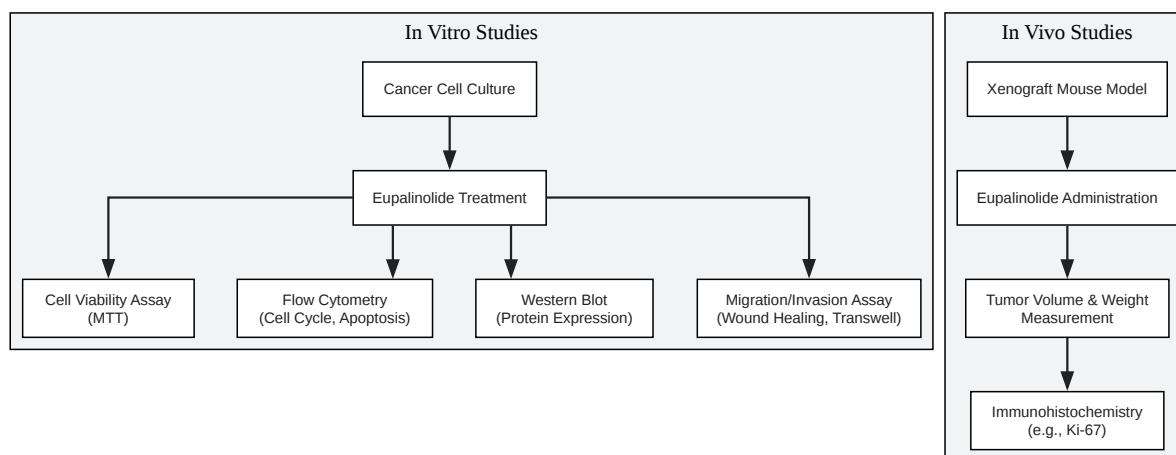 In Vitro Studies
Cancer Cell Culture
Eupalinolide Treatment
Cell Viability Assay
(MTT)
Flow Cytometry
(Cell Cycle, Apoptosis)
Western Blot
(Protein Expression)
Migration/Invasion Assay
(Wound Healing, Transwell)
In Vivo Studies
Xenograft Mouse Model
Eupalinolide Administration
Tumor Volume & Weight
Measurement
Immunohistochemistry
(e.g., Ki-67)